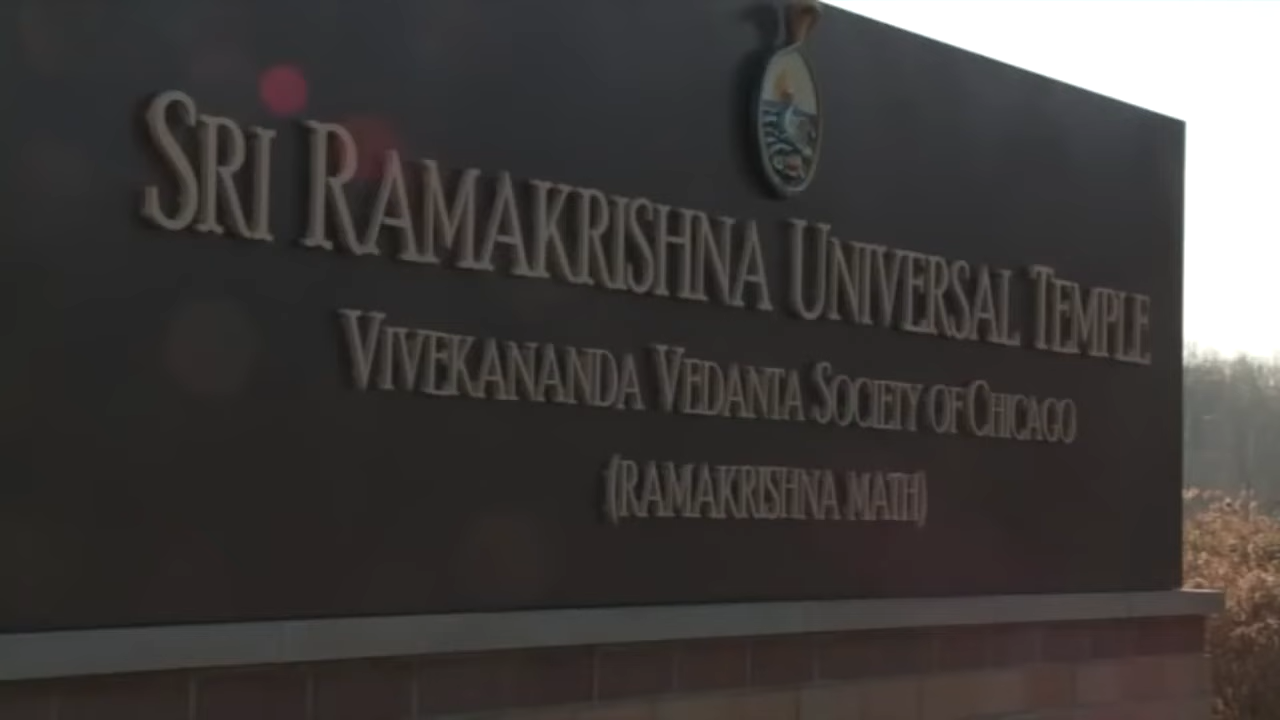 SRI RAMAKRISHNA UNIVERSAL TEMPLE
VIVEKANANDA VEDANTA SOCIETY OF CHICAGO
(RAMAKRISHNA MATH)